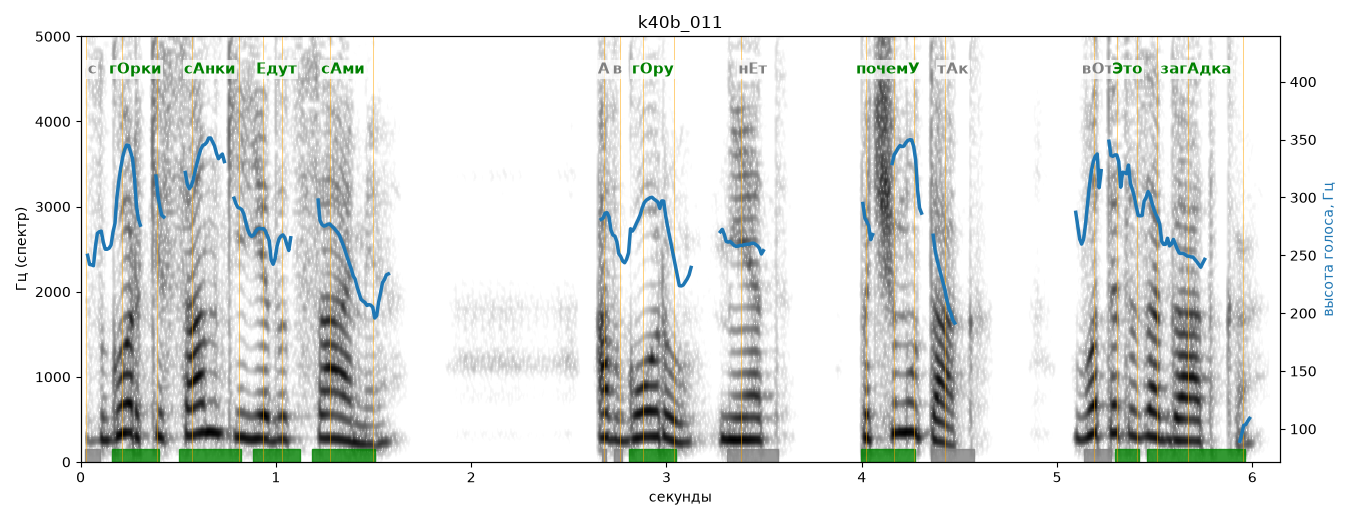 k40b_011
с гОрки сАнки Едут сАми А в гОру нЕт почемУ тАк вОт Это загАдка
Гц (спектр)
5000
4000
3000
2000
1000
0
400
350
300
250
200
150
100
высота голоса, Гц
0 1 2 3 4 5 6
секунды